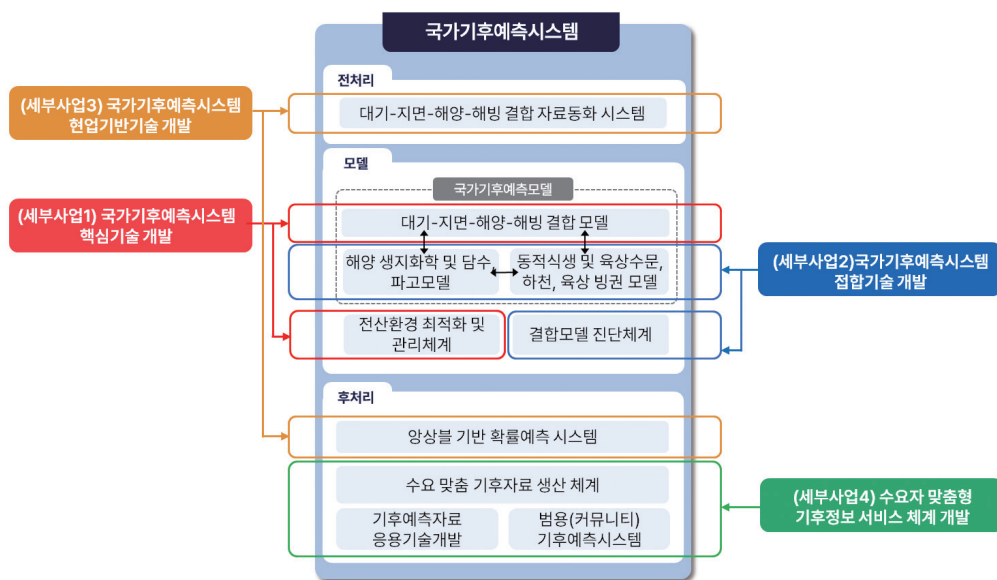 국가기후예측시스템
(세부사업3) 국가기후예측시스템
현업기반기술 개발
전처리
대기-지면-해양-해빙 결합 자료동화 시스템
모델
국가기후예측모델
(세부사업1) 국가기후예측시스템
핵심기술 개발
대기-지면-해양-해빙 결합 모델
해양 생지화학 및 담수,
파고모델
동적식생 및 육상수문,
하천, 육상 빙권 모델
(세부사업2)국가기후예측시스템
접합기술 개발
전산환경 최적화 및
관리체계
결합모델 진단체계
후처리
앙상블 기반 확률예측 시스템
수요 맞춤 기후자료 생산 체계
기후예측자료
응용기술개발
범용(커뮤니티)
기후예측시스템
(세부사업4) 수요자 맞춤형
기후정보 서비스 체계 개발